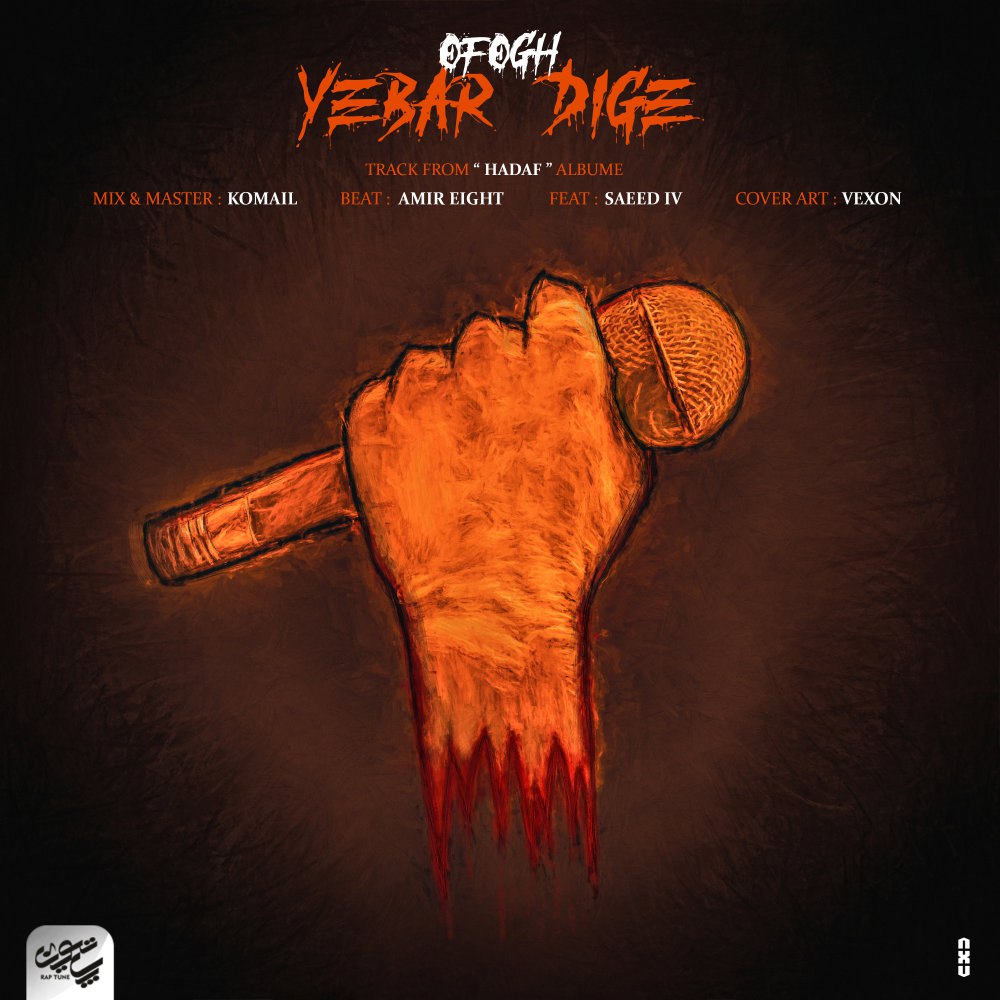 OFOGH
YEBAR DIGE
TRACK FROM “ HADAF ” ALBUME
MIX & MASTER : KOMAIL BEAT : AMIR EIGHT FEAT : SAEED IV COVER ART : VEXON
RAP TUNE